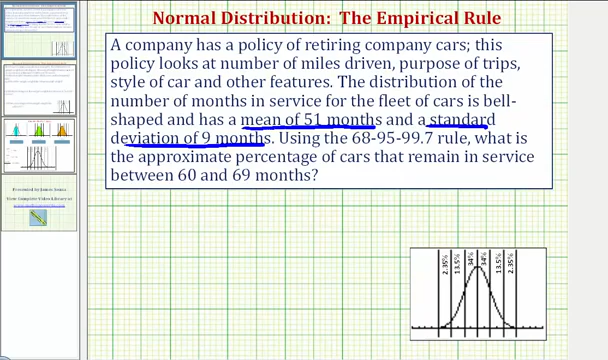 Normal Distribution: The Empirical Rule
A company has a policy of retiring company cars; this
policy looks at number of miles driven, purpose of trips,
style of car and other features. The distribution of the
number of months in service for the fleet of cars is bell-
shaped and has a mean of 51 months and a standard
deviation of 9 months. Using the 68-95-99.7 rule, what is
the approximate percentage of cars that remain in service
between 60 and 69 months?
2.35%
13.5%
34%
34%
13.5%
2.35%